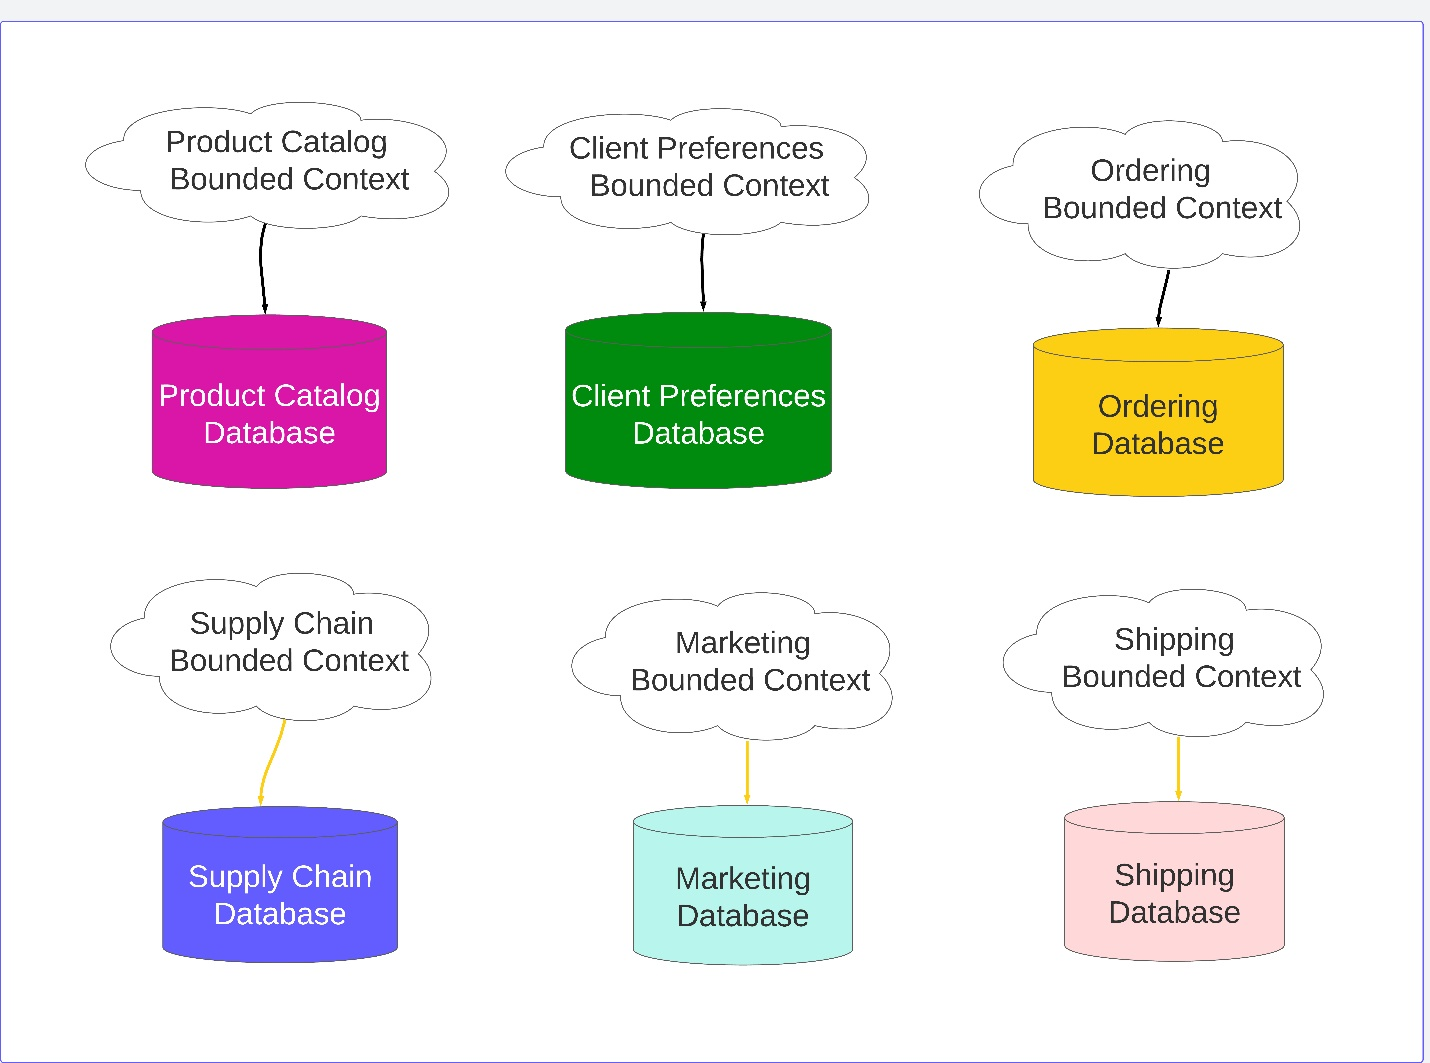 Product Catalog
Bounded Context
Client Preferences
Bounded Context
Ordering
Bounded Context
Product Catalog
Database
Client Preferences
Database
Ordering
Database
Supply Chain
Bounded Context
Marketing
Bounded Context
Shipping
Bounded Context
Supply Chain
Database
Marketing
Database
Shipping
Database